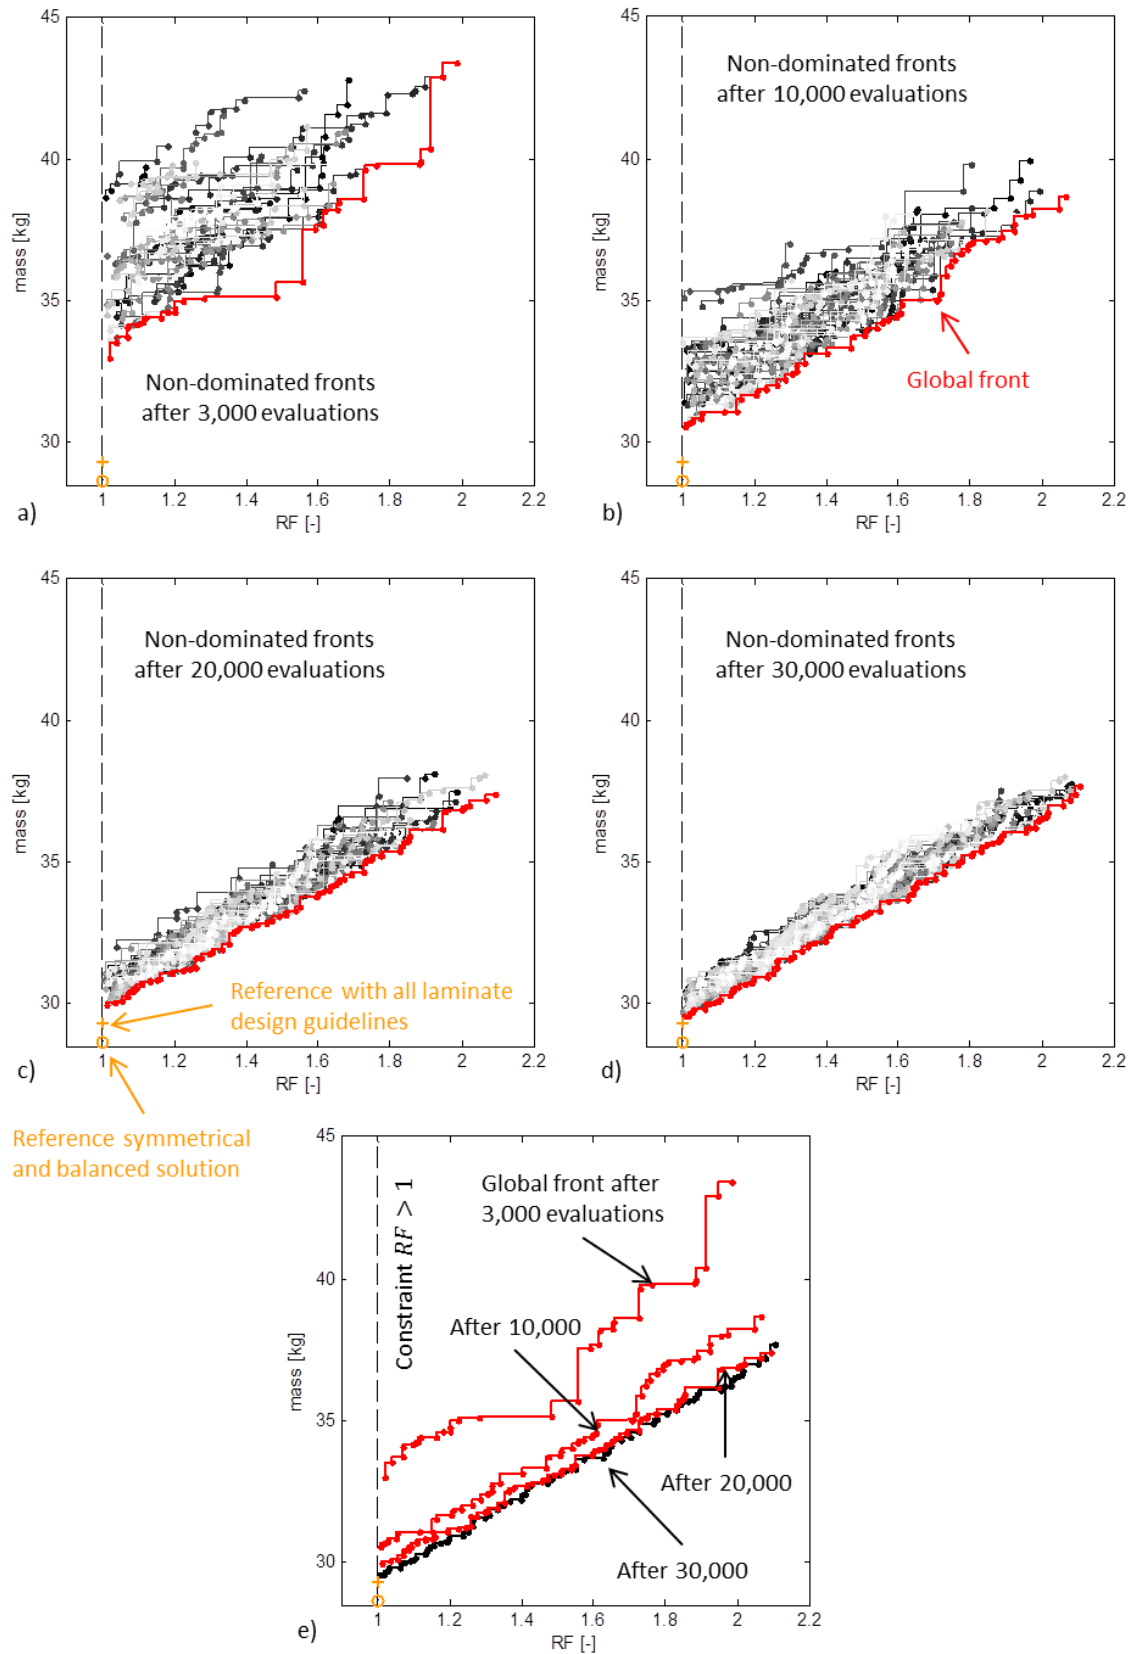 45
40
35
30
mass [kg]
Non-dominated fronts
after 3,000 evaluations
1
1.2
1.4
1.6
1.8
2
2.2
RF [-]
a)
45
40
35
30
mass [kg]
Non-dominated fronts
after 10,000 evaluations
Global front
1
1.2
1.4
1.6
1.8
2
2.2
RF [-]
b)
45
40
35
30
mass [kg]
Non-dominated fronts
after 20,000 evaluations
Reference with all laminate
design guidelines
1
1.2
1.4
1.6
1.8
2
2.2
RF [-]
c)
Reference symmetrical
and balanced solution
45
40
35
30
mass [kg]
Non-dominated fronts
after 30,000 evaluations
1
1.2
1.4
1.6
1.8
2
2.2
RF [-]
d)
45
40
35
30
mass [kg]
Constraint RF > 1
Global front after
3,000 evaluations
After 10,000
After 20,000
After 30,000
1
1.2
1.4
1.6
1.8
2
2.2
RF [-]
e)